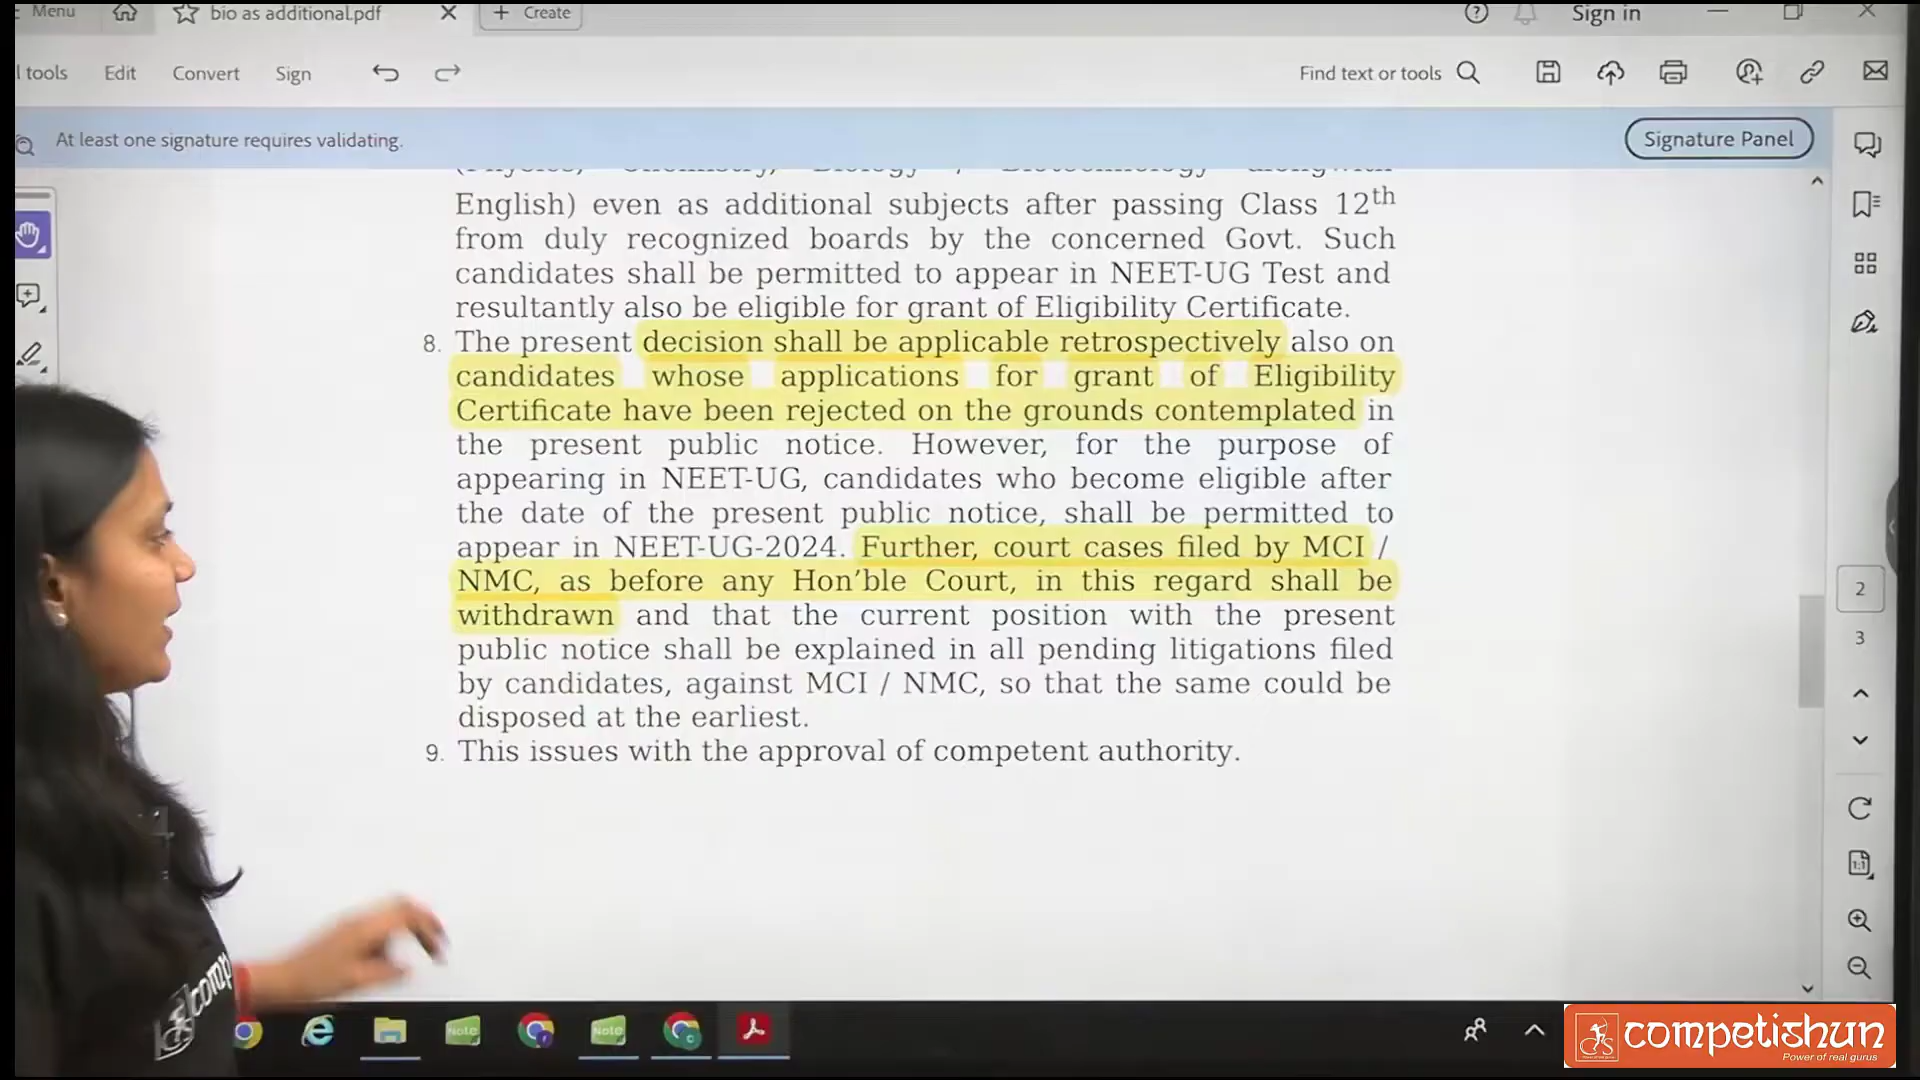 Menu
bio as additional.pdf
+ Create
Sign in
l tools
Edit
Convert
Sign
Find text or tools
At least one signature requires validating.
Signature Panel
(Physics, Chemistry, Biology / Biotechnology alongwith
English) even as additional subjects after passing Class 12th
from duly recognized boards by the concerned Govt. Such
candidates shall be permitted to appear in NEET-UG Test and
resultantly also be eligible for grant of Eligibility Certificate.
8. The present decision shall be applicable retrospectively also on
candidates whose applications for grant of Eligibility
Certificate have been rejected on the grounds contemplated in
the present public notice. However, for the purpose of
appearing in NEET-UG, candidates who become eligible after
the date of the present public notice, shall be permitted to
appear in NEET-UG-2024. Further, court cases filed by MCI /
NMC, as before any Hon’ble Court, in this regard shall be
withdrawn and that the current position with the present
public notice shall be explained in all pending litigations filed
by candidates, against MCI / NMC, so that the same could be
disposed at the earliest.
9. This issues with the approval of competent authority.
2
3
1:1
comp
Note
Note
competishun
Power of real gurus